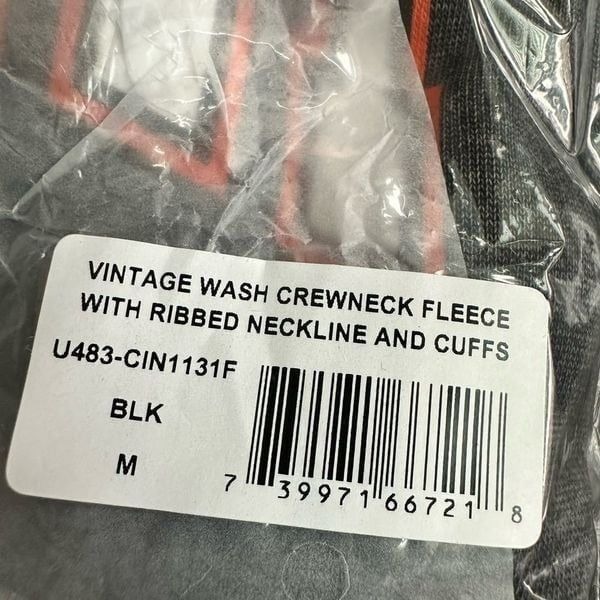 VINTAGE WASH CREWNECK FLEECE
WITH RIBBED NECKLINE AND CUFFS
U483-CIN1131F
BLK
M
7 39971 66721 8